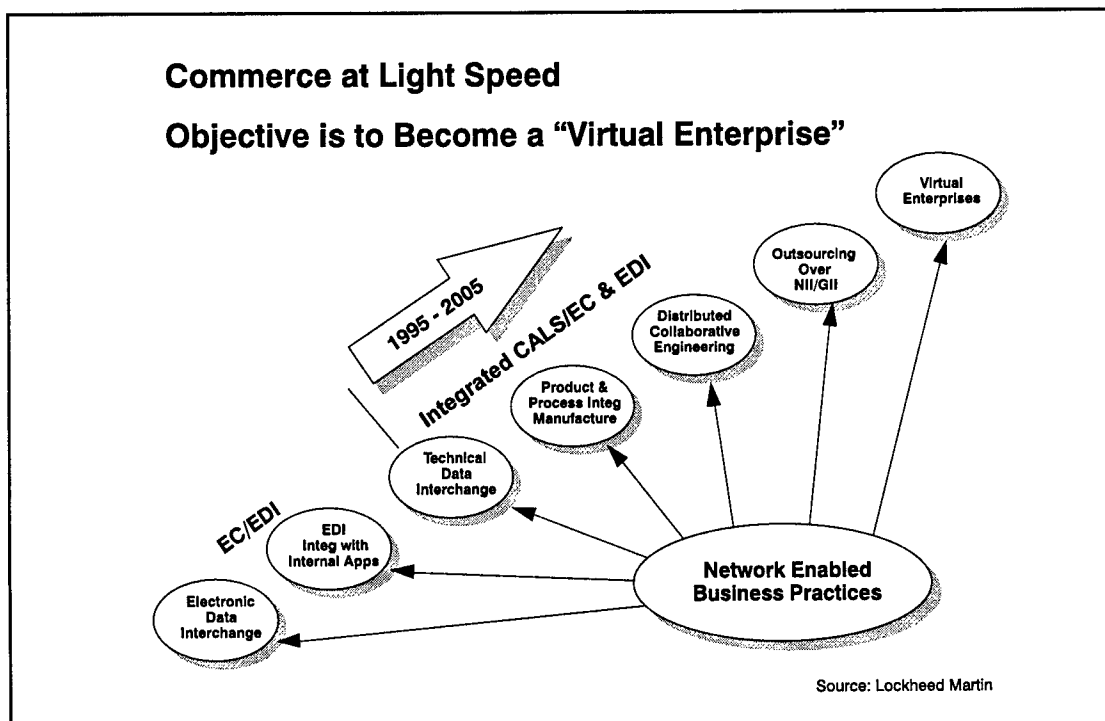 Commerce at Light Speed
Objective is to Become a “Virtual Enterprise”
Virtual
Enterprises
Outsourcing
Over
NII/GII
1995 - 2005
Integrated CALS/EC & EDI
Distributed
Collaborative
Engineering
Product &
Process Integ
Manufacture
Technical
Data
Interchange
EC/EDI
EDI
Integ with
Internal Apps
Electronic
Data
Interchange
Network Enabled
Business Practices
Source: Lockheed Martin